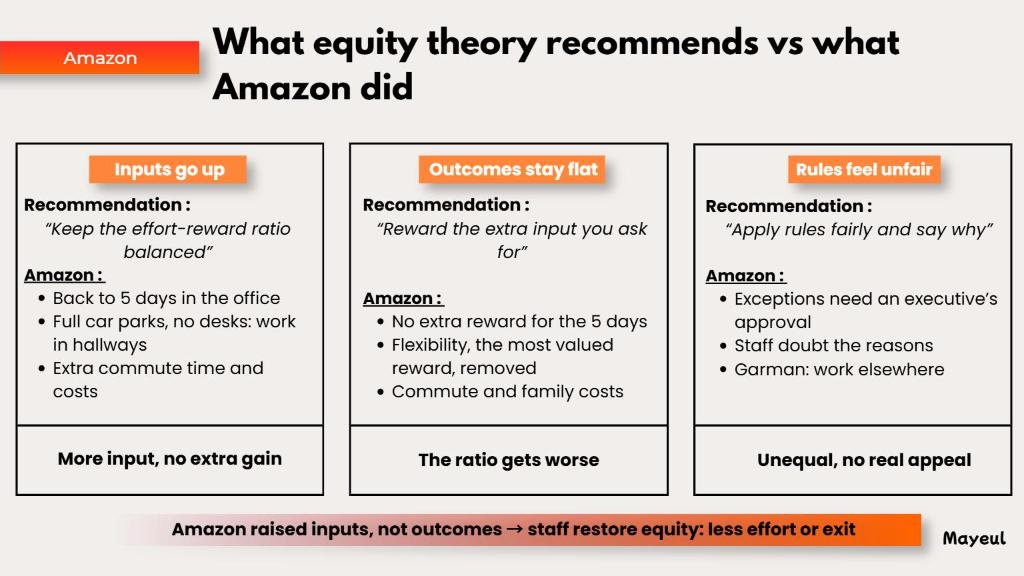 Amazon
What equity theory recommends vs what
Amazon did
Inputs go up
Recommendation :
“Keep the effort-reward ratio
balanced”
Amazon :
• Back to 5 days in the office
• Full car parks, no desks: work
in hallways
• Extra commute time and
costs
More input, no extra gain
Outcomes stay flat
Recommendation :
“Reward the extra input you ask
for”
Amazon :
• No extra reward for the 5 days
• Flexibility, the most valued
reward, removed
• Commute and family costs
The ratio gets worse
Rules feel unfair
Recommendation :
“Apply rules fairly and say why”
Amazon :
• Exceptions need an executive’s
approval
• Staff doubt the reasons
• Garman: work elsewhere
Unequal, no real appeal
Amazon raised inputs, not outcomes → staff restore equity: less effort or exit
Mayeul